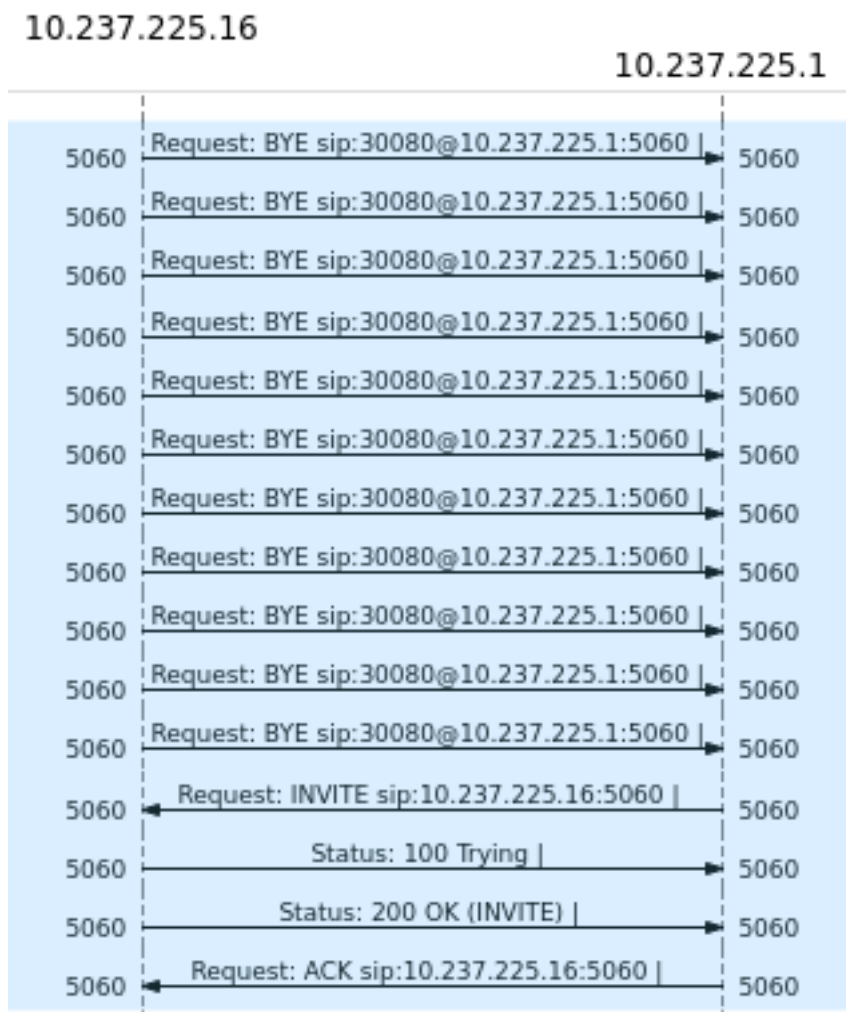 10.237.225.16
10.237.225.1
5060 Request: BYE sip:30080@10.237.225.1:5060 | 5060
5060 Request: BYE sip:30080@10.237.225.1:5060 | 5060
5060 Request: BYE sip:30080@10.237.225.1:5060 | 5060
5060 Request: BYE sip:30080@10.237.225.1:5060 | 5060
5060 Request: BYE sip:30080@10.237.225.1:5060 | 5060
5060 Request: BYE sip:30080@10.237.225.1:5060 | 5060
5060 Request: BYE sip:30080@10.237.225.1:5060 | 5060
5060 Request: BYE sip:30080@10.237.225.1:5060 | 5060
5060 Request: BYE sip:30080@10.237.225.1:5060 | 5060
5060 Request: BYE sip:30080@10.237.225.1:5060 | 5060
5060 Request: BYE sip:30080@10.237.225.1:5060 | 5060
5060 Request: INVITE sip:10.237.225.16:5060 | 5060
5060 Status: 100 Trying | 5060
5060 Status: 200 OK (INVITE) | 5060
5060 Request: ACK sip:10.237.225.16:5060 | 5060